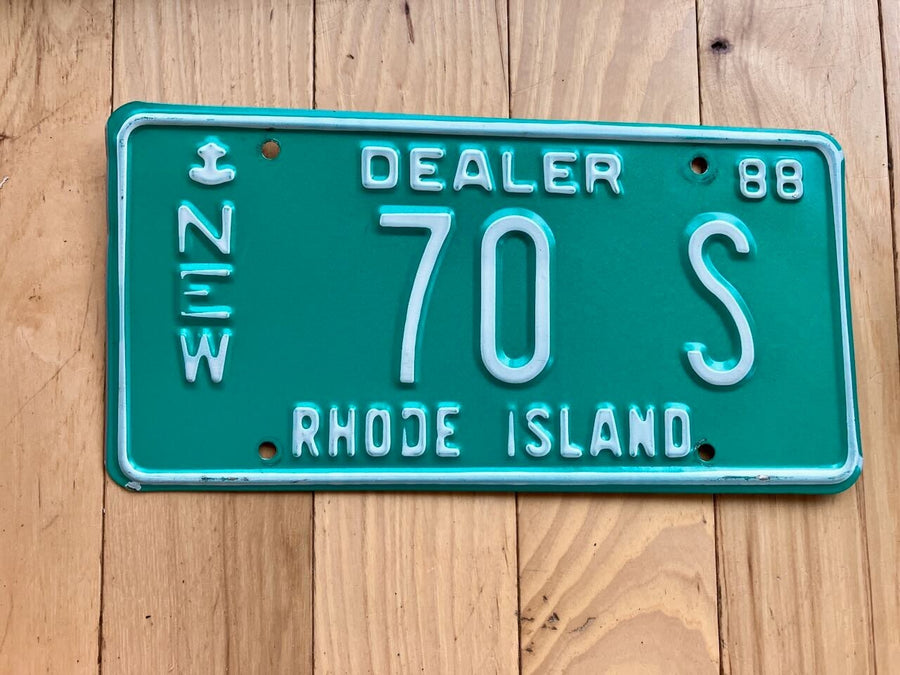 DEALER 88
NEW
70 S
RHODE ISLAND